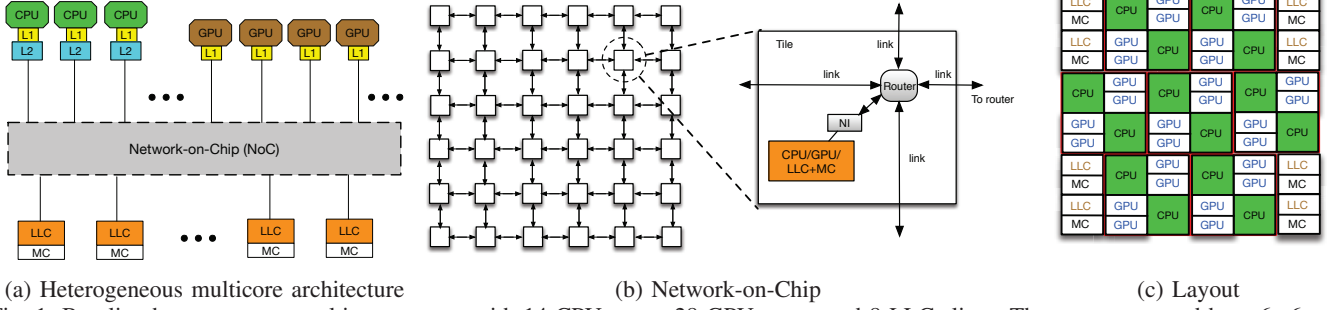 CPU CPU CPU
L1 L1 L1
L2 L2 L2
GPU GPU GPU GPU
L1 L1 L1 L1
Network-on-Chip (NoC)
LLC LLC LLC LLC
MC MC MC MC
(a) Heterogeneous multicore architecture
Tile
link
link
link
Router
To router
NI
CPU/GPU/
LLC+MC
link
(b) Network-on-Chip
LLC GPU GPU LLC
CPU CPU
MC GPU GPU MC
LLC GPU GPU LLC
CPU CPU
MC GPU GPU MC
GPU GPU GPU
CPU CPU CPU
GPU GPU GPU
GPU GPU GPU
CPU CPU CPU
GPU GPU GPU
LLC GPU GPU LLC
CPU CPU
MC GPU GPU MC
LLC GPU GPU LLC
CPU CPU
MC GPU GPU MC
(c) Layout